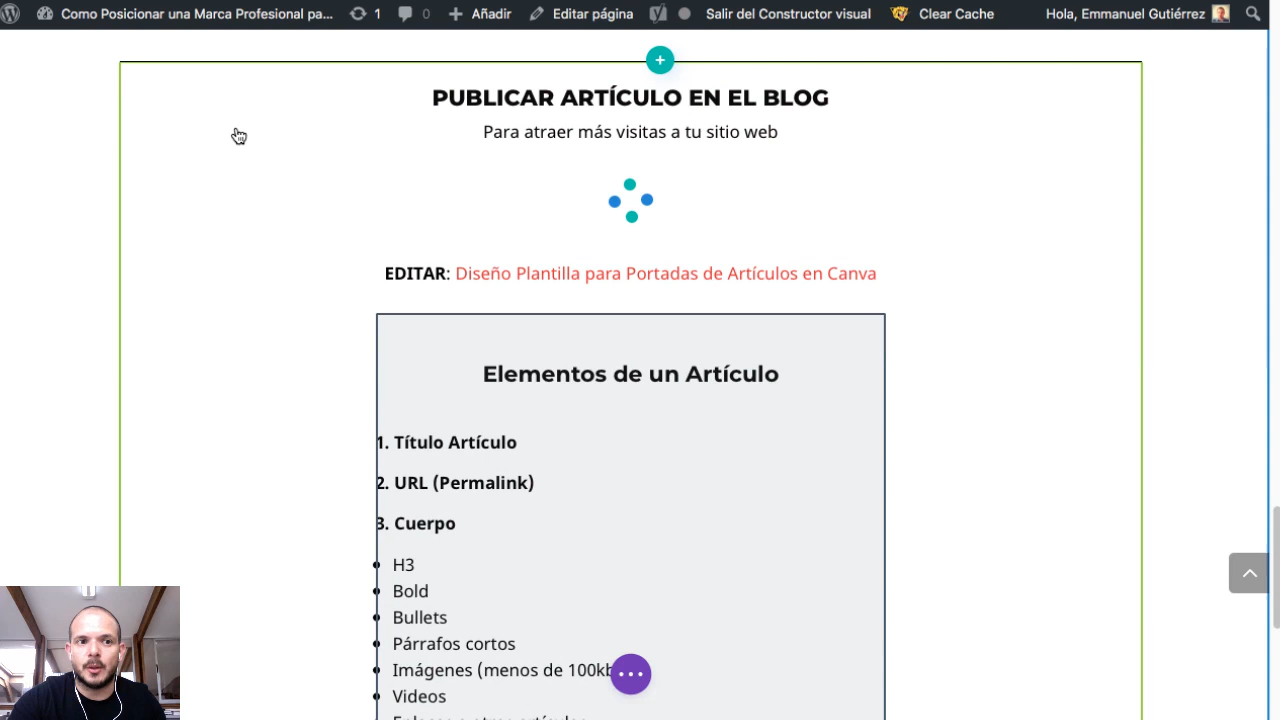 Como Posicionar una Marca Profesional pa... 1 0 Añadir Editar página Salir del Constructor visual Clear Cache Hola, Emmanuel Gutiérrez
PUBLICAR ARTÍCULO EN EL BLOG
Para atraer más visitas a tu sitio web
EDITAR: Diseño Plantilla para Portadas de Artículos en Canva
Elementos de un Artículo
1. Título Artículo
2. URL (Permalink)
3. Cuerpo
H3
Bold
Bullets
Párrafos cortos
Imágenes (menos de 100kb
Videos